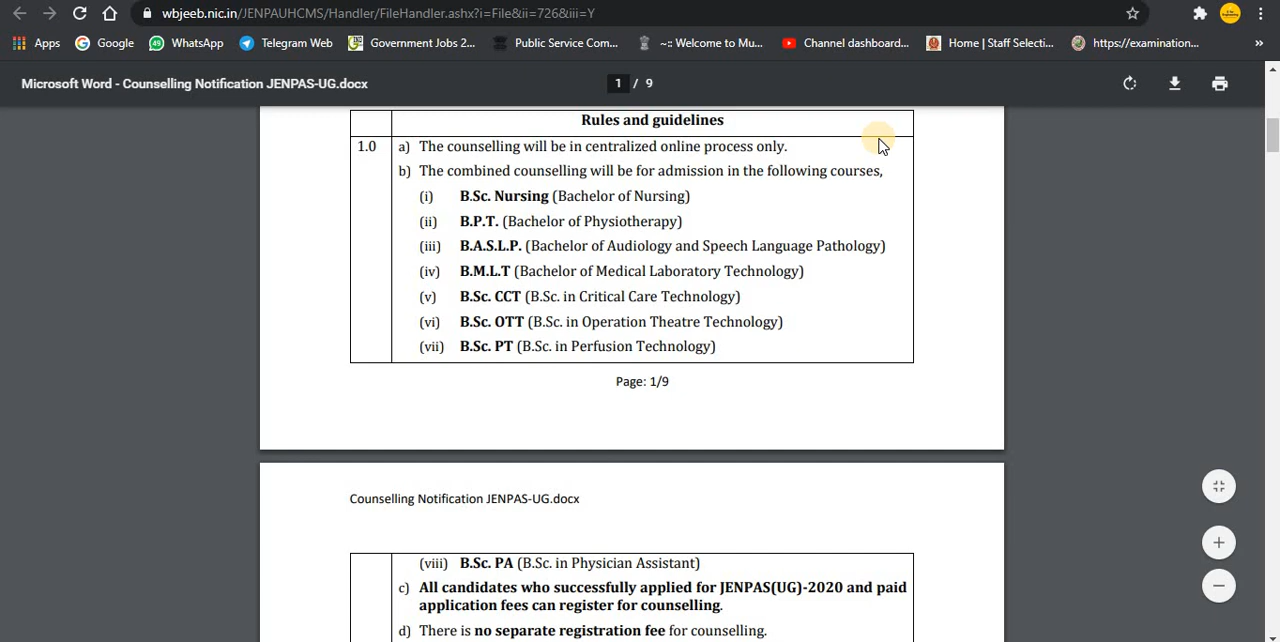 wbjeeb.nic.in/JENPAUHCMS/Handler/FileHandler.ashx?i=File&ii=726&iii=Y
Apps Google WhatsApp Telegram Web Government Jobs 2... Public Service Com... ~:: Welcome to Mu... Channel dashboard... Home | Staff Selecti... https://examination... »
Microsoft Word - Counselling Notification JENPAS-UG.docx 1 / 9
Rules and guidelines
1.0 a) The counselling will be in centralized online process only.
b) The combined counselling will be for admission in the following courses,
(i) B.Sc. Nursing (Bachelor of Nursing)
(ii) B.P.T. (Bachelor of Physiotherapy)
(iii) B.A.S.L.P. (Bachelor of Audiology and Speech Language Pathology)
(iv) B.M.L.T (Bachelor of Medical Laboratory Technology)
(v) B.Sc. CCT (B.Sc. in Critical Care Technology)
(vi) B.Sc. OTT (B.Sc. in Operation Theatre Technology)
(vii) B.Sc. PT (B.Sc. in Perfusion Technology)
Page: 1/9
Counselling Notification JENPAS-UG.docx
(viii) B.Sc. PA (B.Sc. in Physician Assistant)
c) All candidates who successfully applied for JENPAS(UG)-2020 and paid
application fees can register for counselling.
d) There is no separate registration fee for counselling.